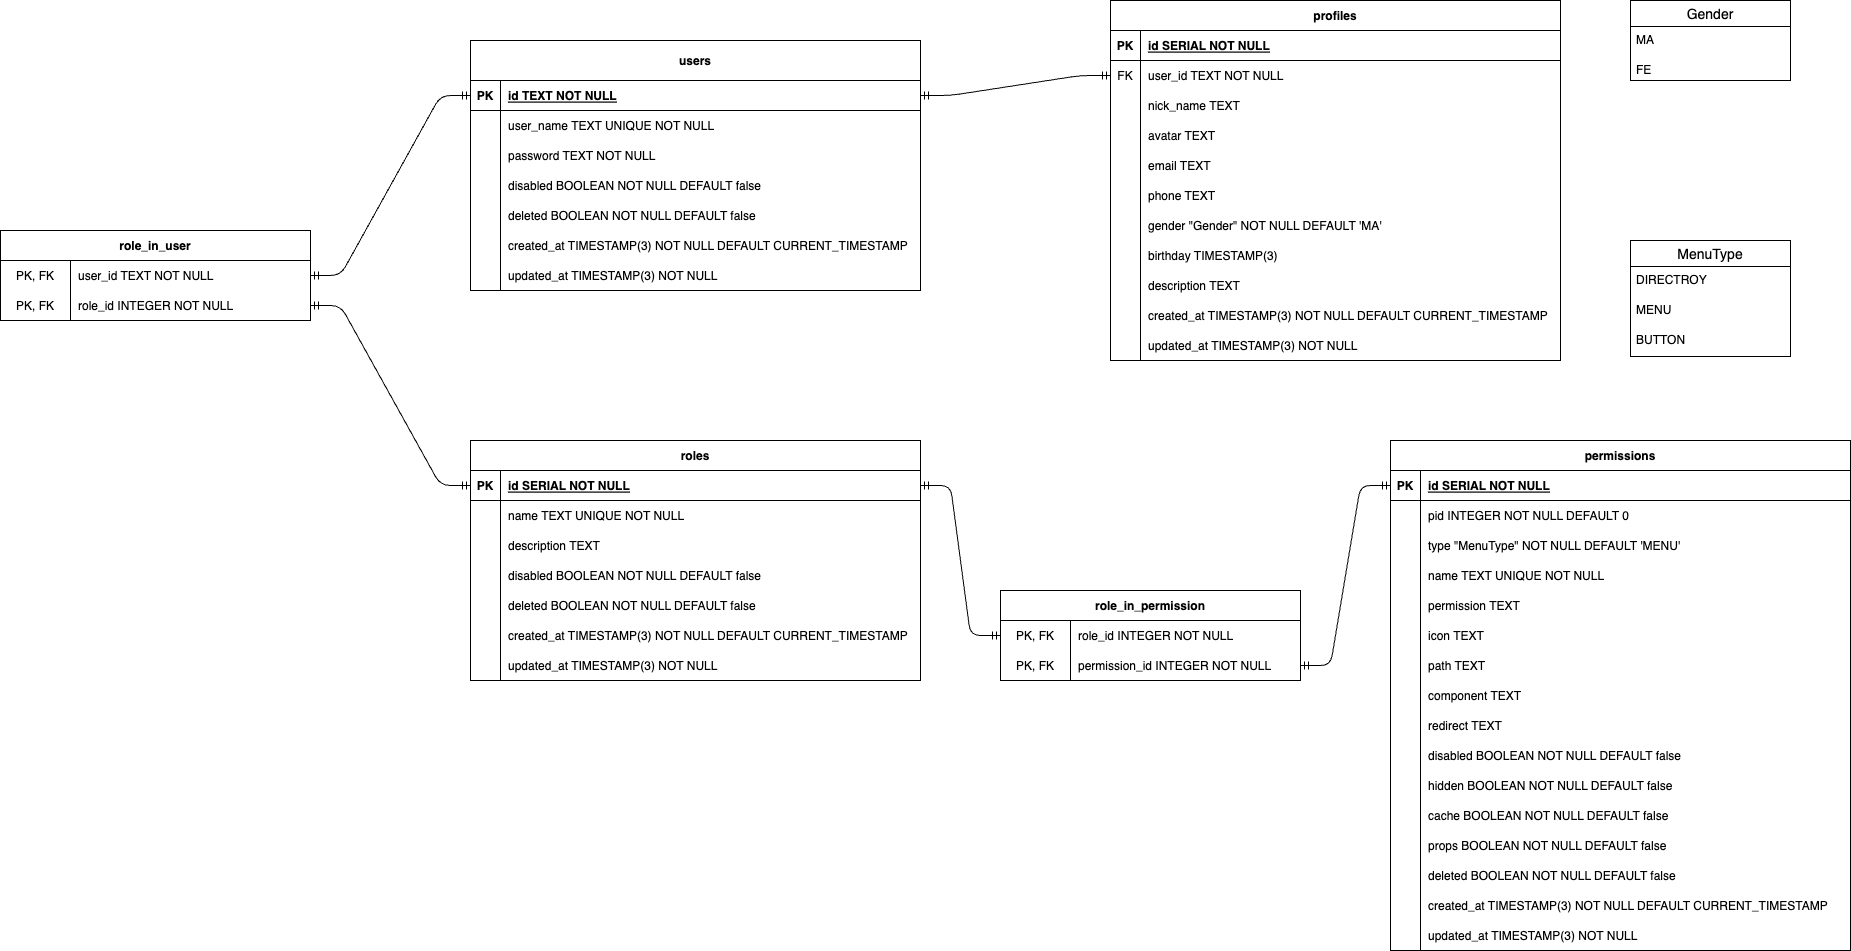 profiles
PK id SERIAL NOT NULL
FK user_id TEXT NOT NULL
nick_name TEXT
avatar TEXT
email TEXT
phone TEXT
gender "Gender" NOT NULL DEFAULT 'MA'
birthday TIMESTAMP(3)
description TEXT
created_at TIMESTAMP(3) NOT NULL DEFAULT CURRENT_TIMESTAMP
updated_at TIMESTAMP(3) NOT NULL
Gender
MA
FE
users
PK id TEXT NOT NULL
user_name TEXT UNIQUE NOT NULL
password TEXT NOT NULL
disabled BOOLEAN NOT NULL DEFAULT false
deleted BOOLEAN NOT NULL DEFAULT false
created_at TIMESTAMP(3) NOT NULL DEFAULT CURRENT_TIMESTAMP
updated_at TIMESTAMP(3) NOT NULL
role_in_user
PK, FK user_id TEXT NOT NULL
PK, FK role_id INTEGER NOT NULL
MenuType
DIRECTROY
MENU
BUTTON
roles
PK id SERIAL NOT NULL
name TEXT UNIQUE NOT NULL
description TEXT
disabled BOOLEAN NOT NULL DEFAULT false
deleted BOOLEAN NOT NULL DEFAULT false
created_at TIMESTAMP(3) NOT NULL DEFAULT CURRENT_TIMESTAMP
updated_at TIMESTAMP(3) NOT NULL
role_in_permission
PK, FK role_id INTEGER NOT NULL
PK, FK permission_id INTEGER NOT NULL
permissions
PK id SERIAL NOT NULL
pid INTEGER NOT NULL DEFAULT 0
type "MenuType" NOT NULL DEFAULT 'MENU'
name TEXT UNIQUE NOT NULL
permission TEXT
icon TEXT
path TEXT
component TEXT
redirect TEXT
disabled BOOLEAN NOT NULL DEFAULT false
hidden BOOLEAN NOT NULL DEFAULT false
cache BOOLEAN NOT NULL DEFAULT false
props BOOLEAN NOT NULL DEFAULT false
deleted BOOLEAN NOT NULL DEFAULT false
created_at TIMESTAMP(3) NOT NULL DEFAULT CURRENT_TIMESTAMP
updated_at TIMESTAMP(3) NOT NULL